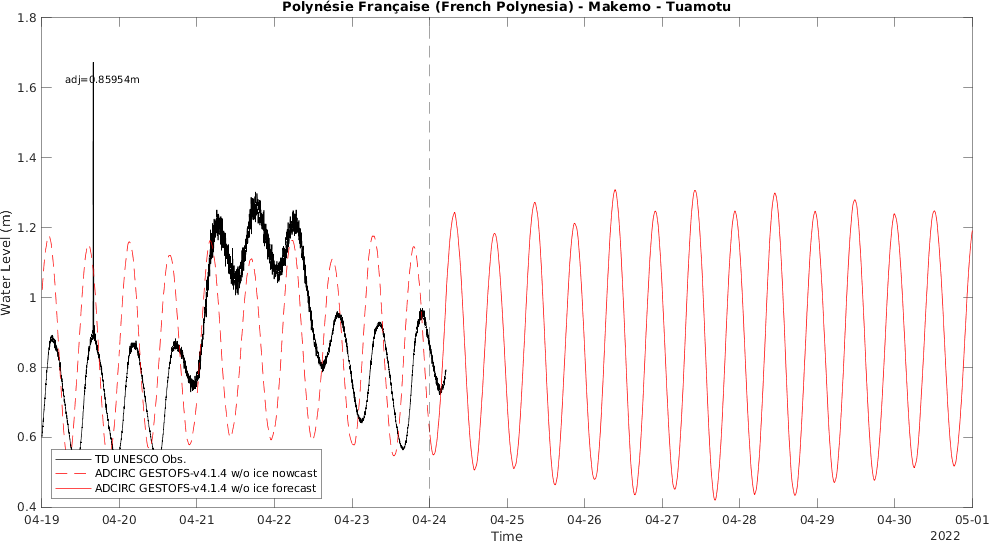 Polynésie Française (French Polynesia) - Makemo - Tuamotu
1.8
1.6
1.4
1.2
1
0.8
0.6
0.4
Water Level (m)
adj=0.85954m
TD UNESCO Obs.
ADCIRC GESTOFS-v4.1.4 w/o ice nowcast
ADCIRC GESTOFS-v4.1.4 w/o ice forecast
04-19 04-20 04-21 04-22 04-23 04-24 04-25 04-26 04-27 04-28 04-29 04-30 05-01
Time
2022